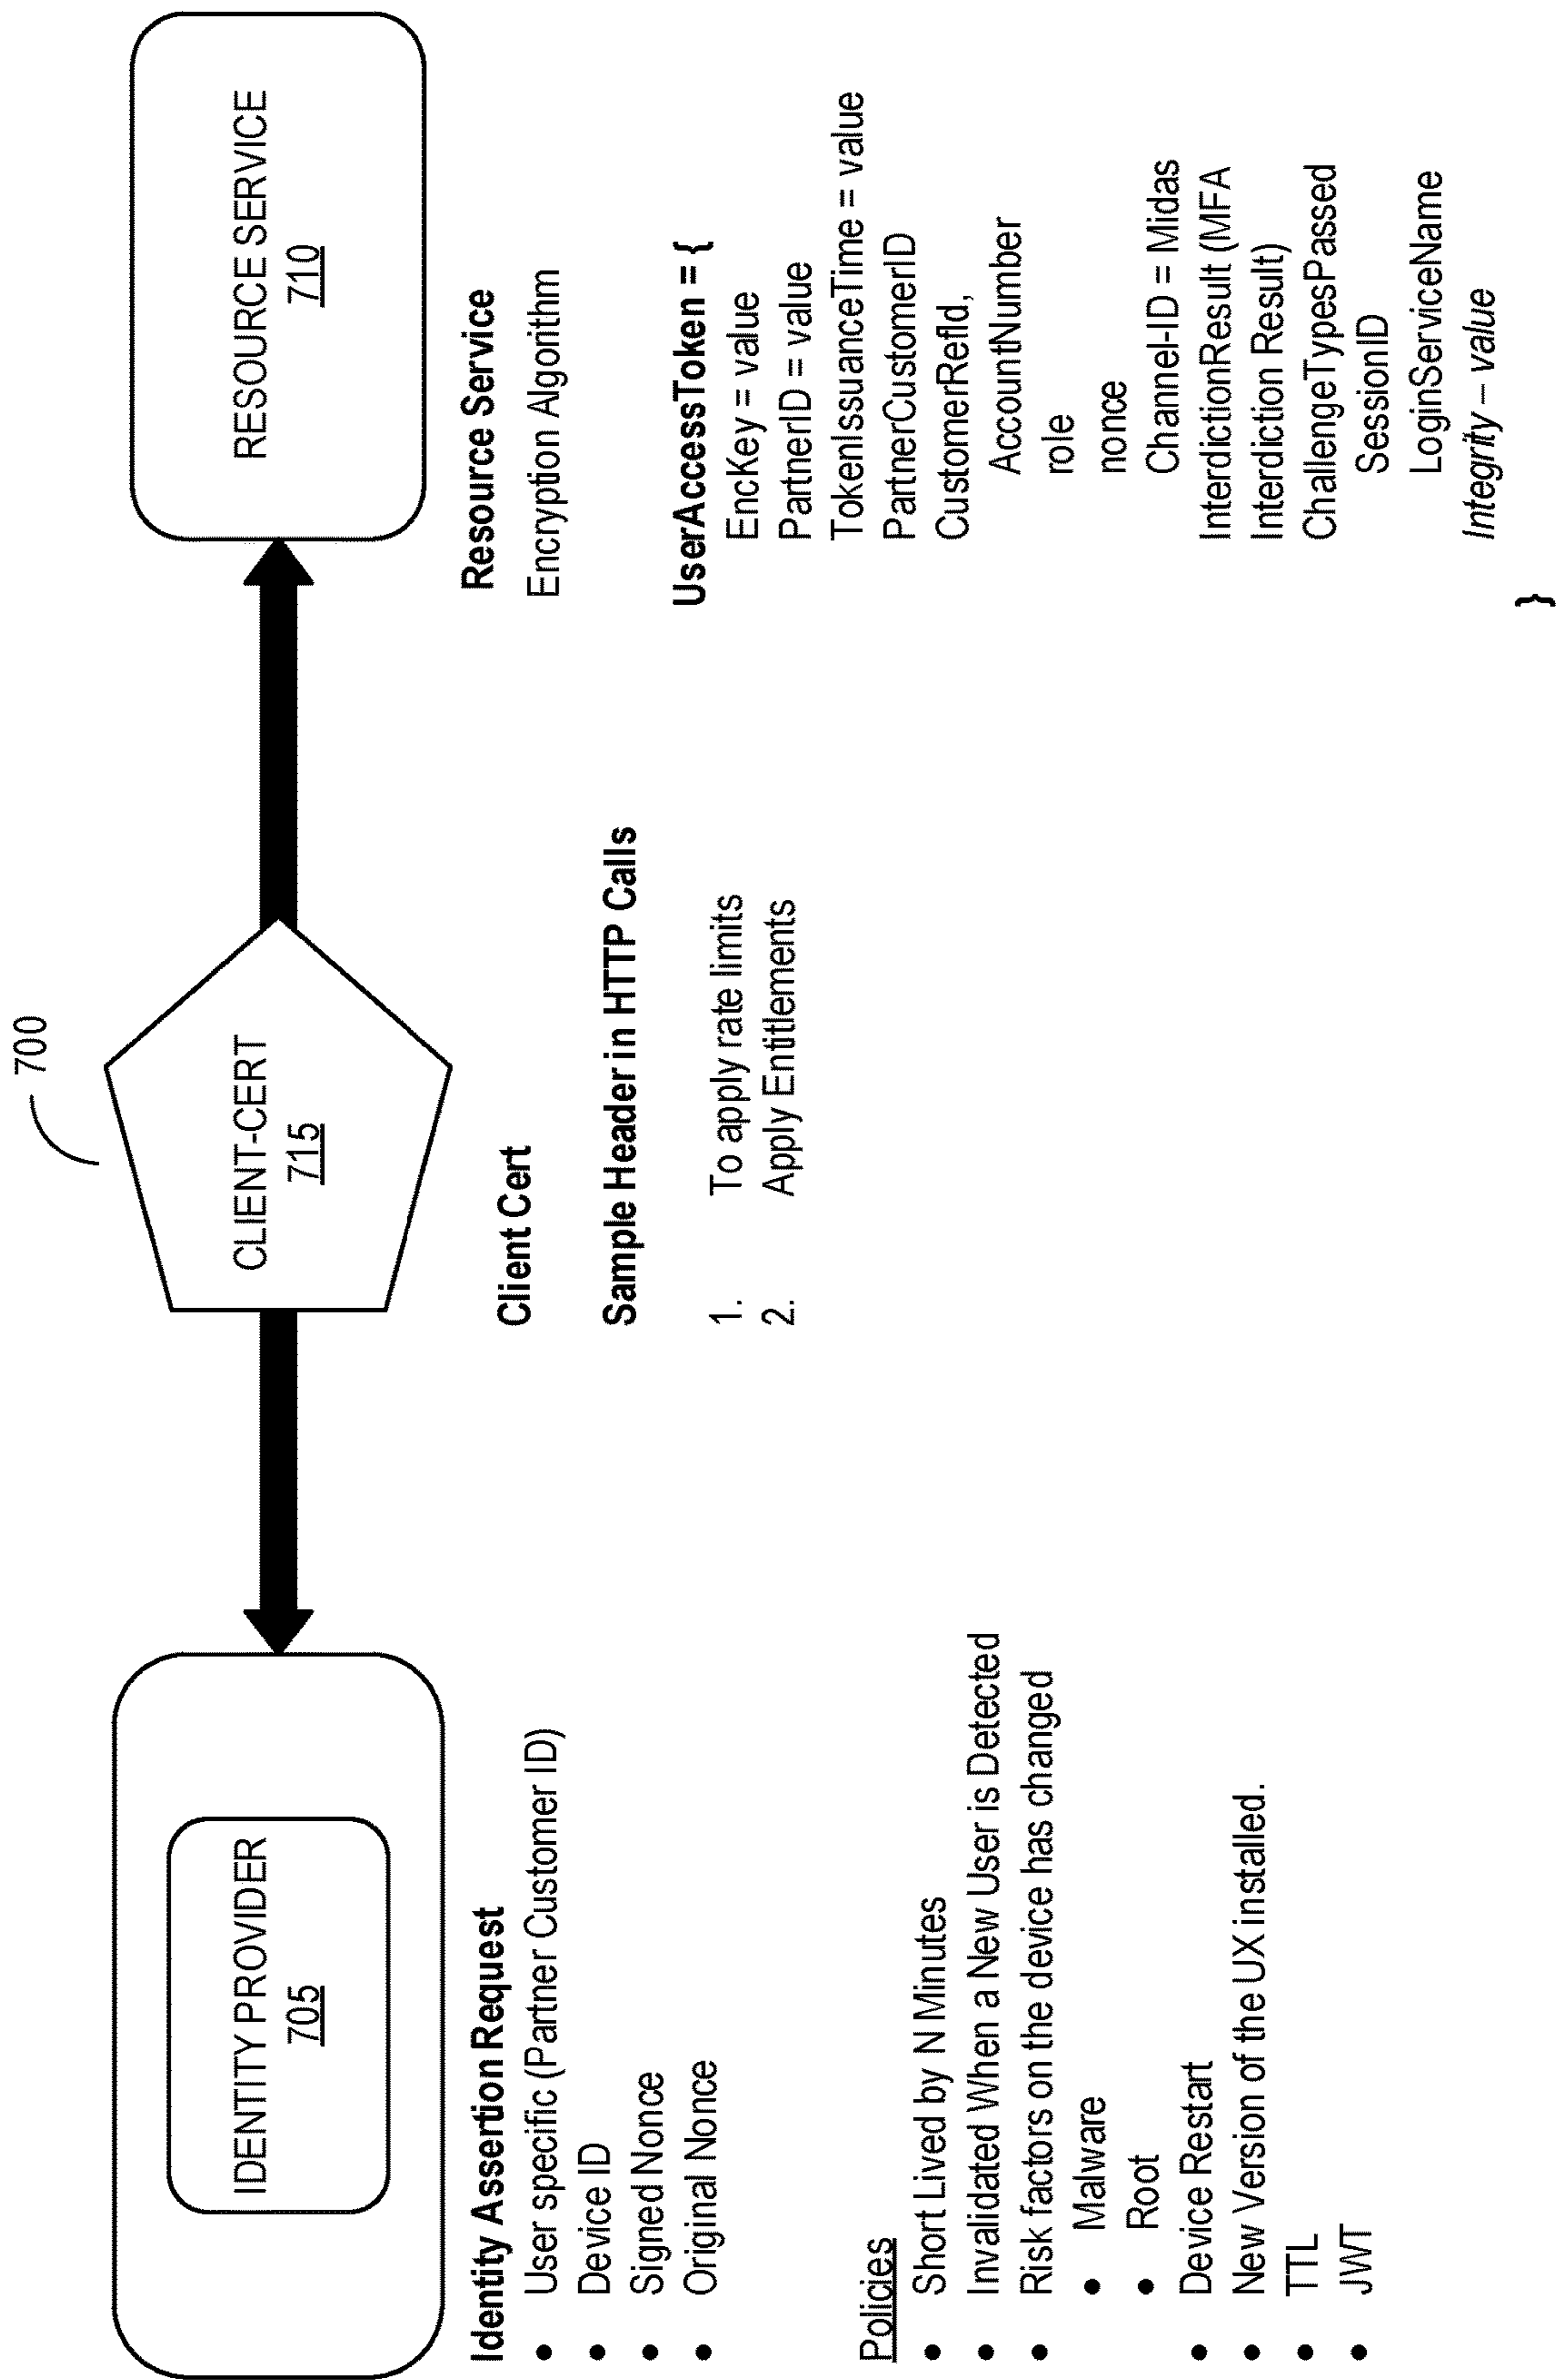 700
IDENTITY PROVIDER
705
CLIENT-CERT
715
RESOURCE SERVICE
710
Identity Assertion Request
• User specific (Partner Customer ID)
• Device ID
• Signed Nonce
• Original Nonce
Policies
• Short Lived by N Minutes
• Invalidated When a New User is Detected
• Risk factors on the device has changed
• Malware
• Root
• Device Restart
• New Version of the UX installed.
• TTL
• JWT
Client Cert
Sample Header in HTTP Calls
1. To apply rate limits
2. Apply Entitlements
Resource Service
Encryption Algorithm
UserAccessToken = {
EncKey = value
PartnerID = value
TokenIssuanceTime = value
PartnerCustomerID
CustomerRefId,
AccountNumber
role
nonce
Channel-ID = Midas
InterdictionResult (MFA
Interdiction Result)
ChallengeTypesPassed
SessionID
LoginServiceName
Integrity – value
}